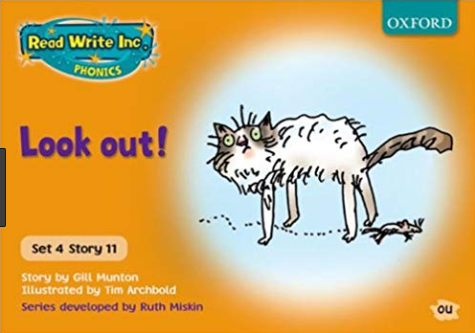 Read Write Inc.
PHONICS
OXFORD
Look out!
Set 4 Story 11
Story by Gill Munton
Illustrated by Tim Archbold
Series developed by Ruth Miskin
ou